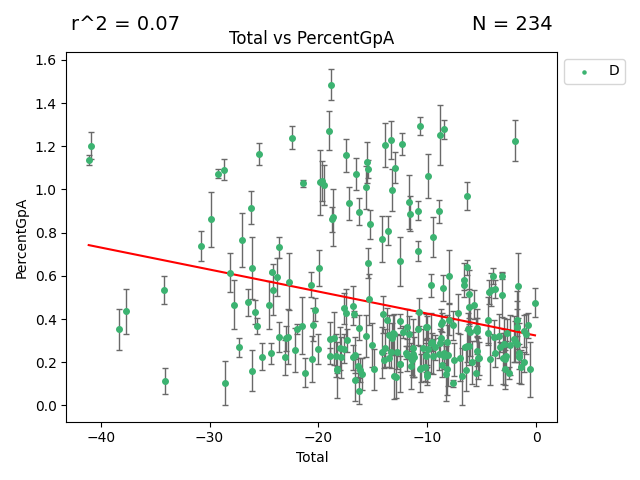 r^2 = 0.07
N = 234
Total vs PercentGpA
D
PercentGpA
1.6
1.4
1.2
1.0
0.8
0.6
0.4
0.2
0.0
−40
−30
−20
−10
0
Total